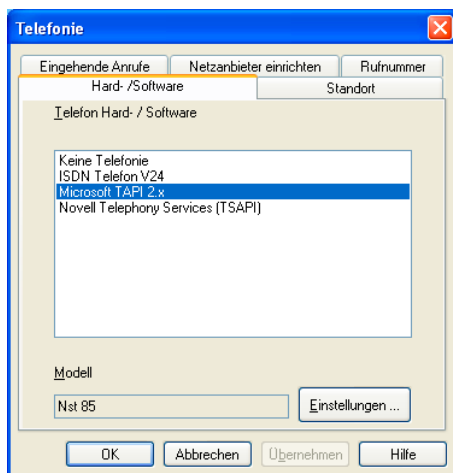 Telefonie
Eingehende Anrufe Netzanbieter einrichten Rufnummer
Hard- /Software Standort
Telefon Hard- / Software
Keine Telefonie
ISDN Telefon V24
Microsoft TAPI 2.x
Novell Telephony Services (TSAPI)
Modell
Nst 85 Einstellungen ...
OK Abbrechen Übernehmen Hilfe